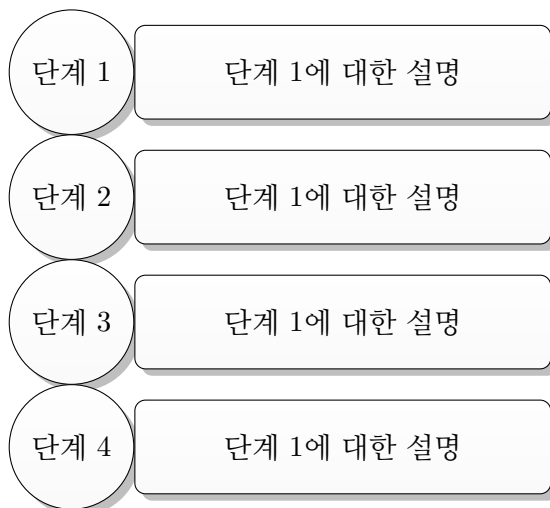 단계 1
단계 1에 대한 설명
단계 2
단계 1에 대한 설명
단계 3
단계 1에 대한 설명
단계 4
단계 1에 대한 설명